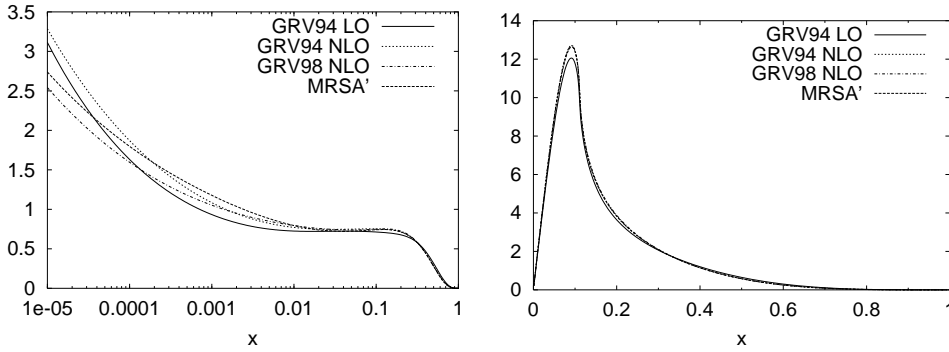 3.5
3
2.5
2
1.5
1
0.5
0
1e-05 0.0001 0.001 0.01 0.10 1
x
GRV94 LO
GRV94 NLO
GRV98 NLO
MRSA'
14
12
10
8
6
4
2
0
0 0.2 0.4 0.6 0.8 1
x
GRV94 LO
GRV94 NLO
GRV98 NLO
MRSA'